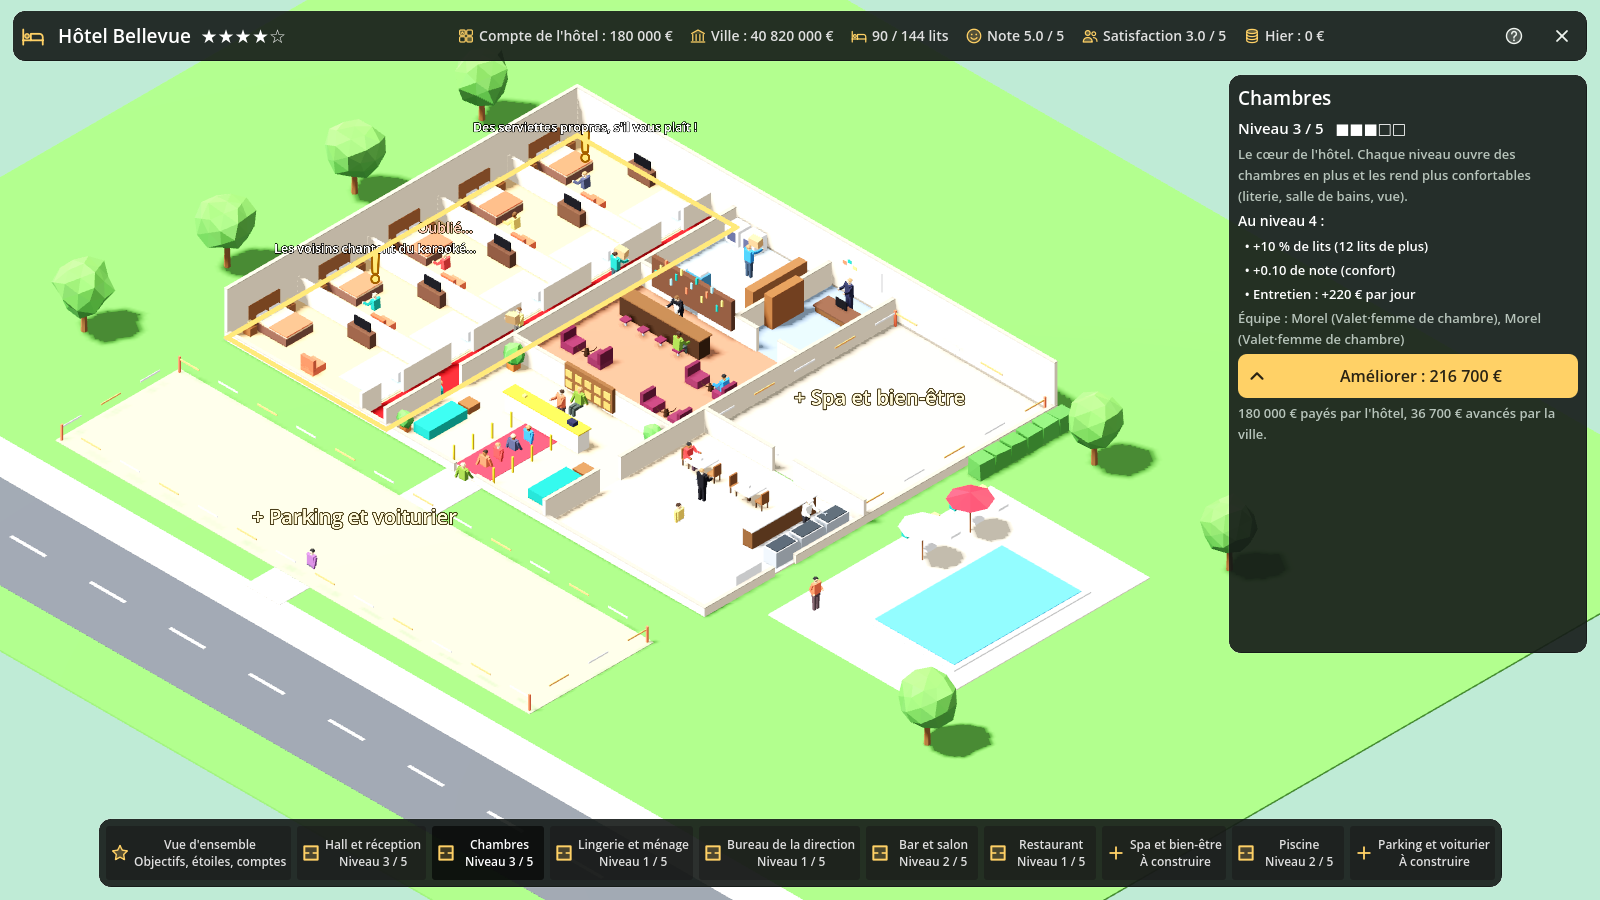 Hôtel Bellevue ★★★★☆
Compte de l'hôtel : 180 000 €
Ville : 40 820 000 €
90 / 144 lits
Note 5.0 / 5
Satisfaction 3.0 / 5
Hier : 0 €
Chambres
Niveau 3 / 5 ■■■□□
Le cœur de l'hôtel. Chaque niveau ouvre des
chambres en plus et les rend plus confortables
(literie, salle de bains, vue).
Au niveau 4 :
• +10 % de lits (12 lits de plus)
• +0.10 de note (confort)
• Entretien : +220 € par jour
Équipe : Morel (Valet·femme de chambre), Morel
(Valet·femme de chambre)
Améliorer : 216 700 €
180 000 € payés par l'hôtel, 36 700 € avancés par la
ville.
Des serviettes propres, s'il vous plaît !
Oublié...
Les voisins chantent du karaoké...
+ Spa et bien-être
+ Parking et voiturier
Vue d'ensemble
Objectifs, étoiles, comptes
Hall et réception
Niveau 3 / 5
Chambres
Niveau 3 / 5
Lingerie et ménage
Niveau 1 / 5
Bureau de la direction
Niveau 1 / 5
Bar et salon
Niveau 2 / 5
Restaurant
Niveau 1 / 5
Spa et bien-être
À construire
Piscine
Niveau 2 / 5
Parking et voiturier
À construire